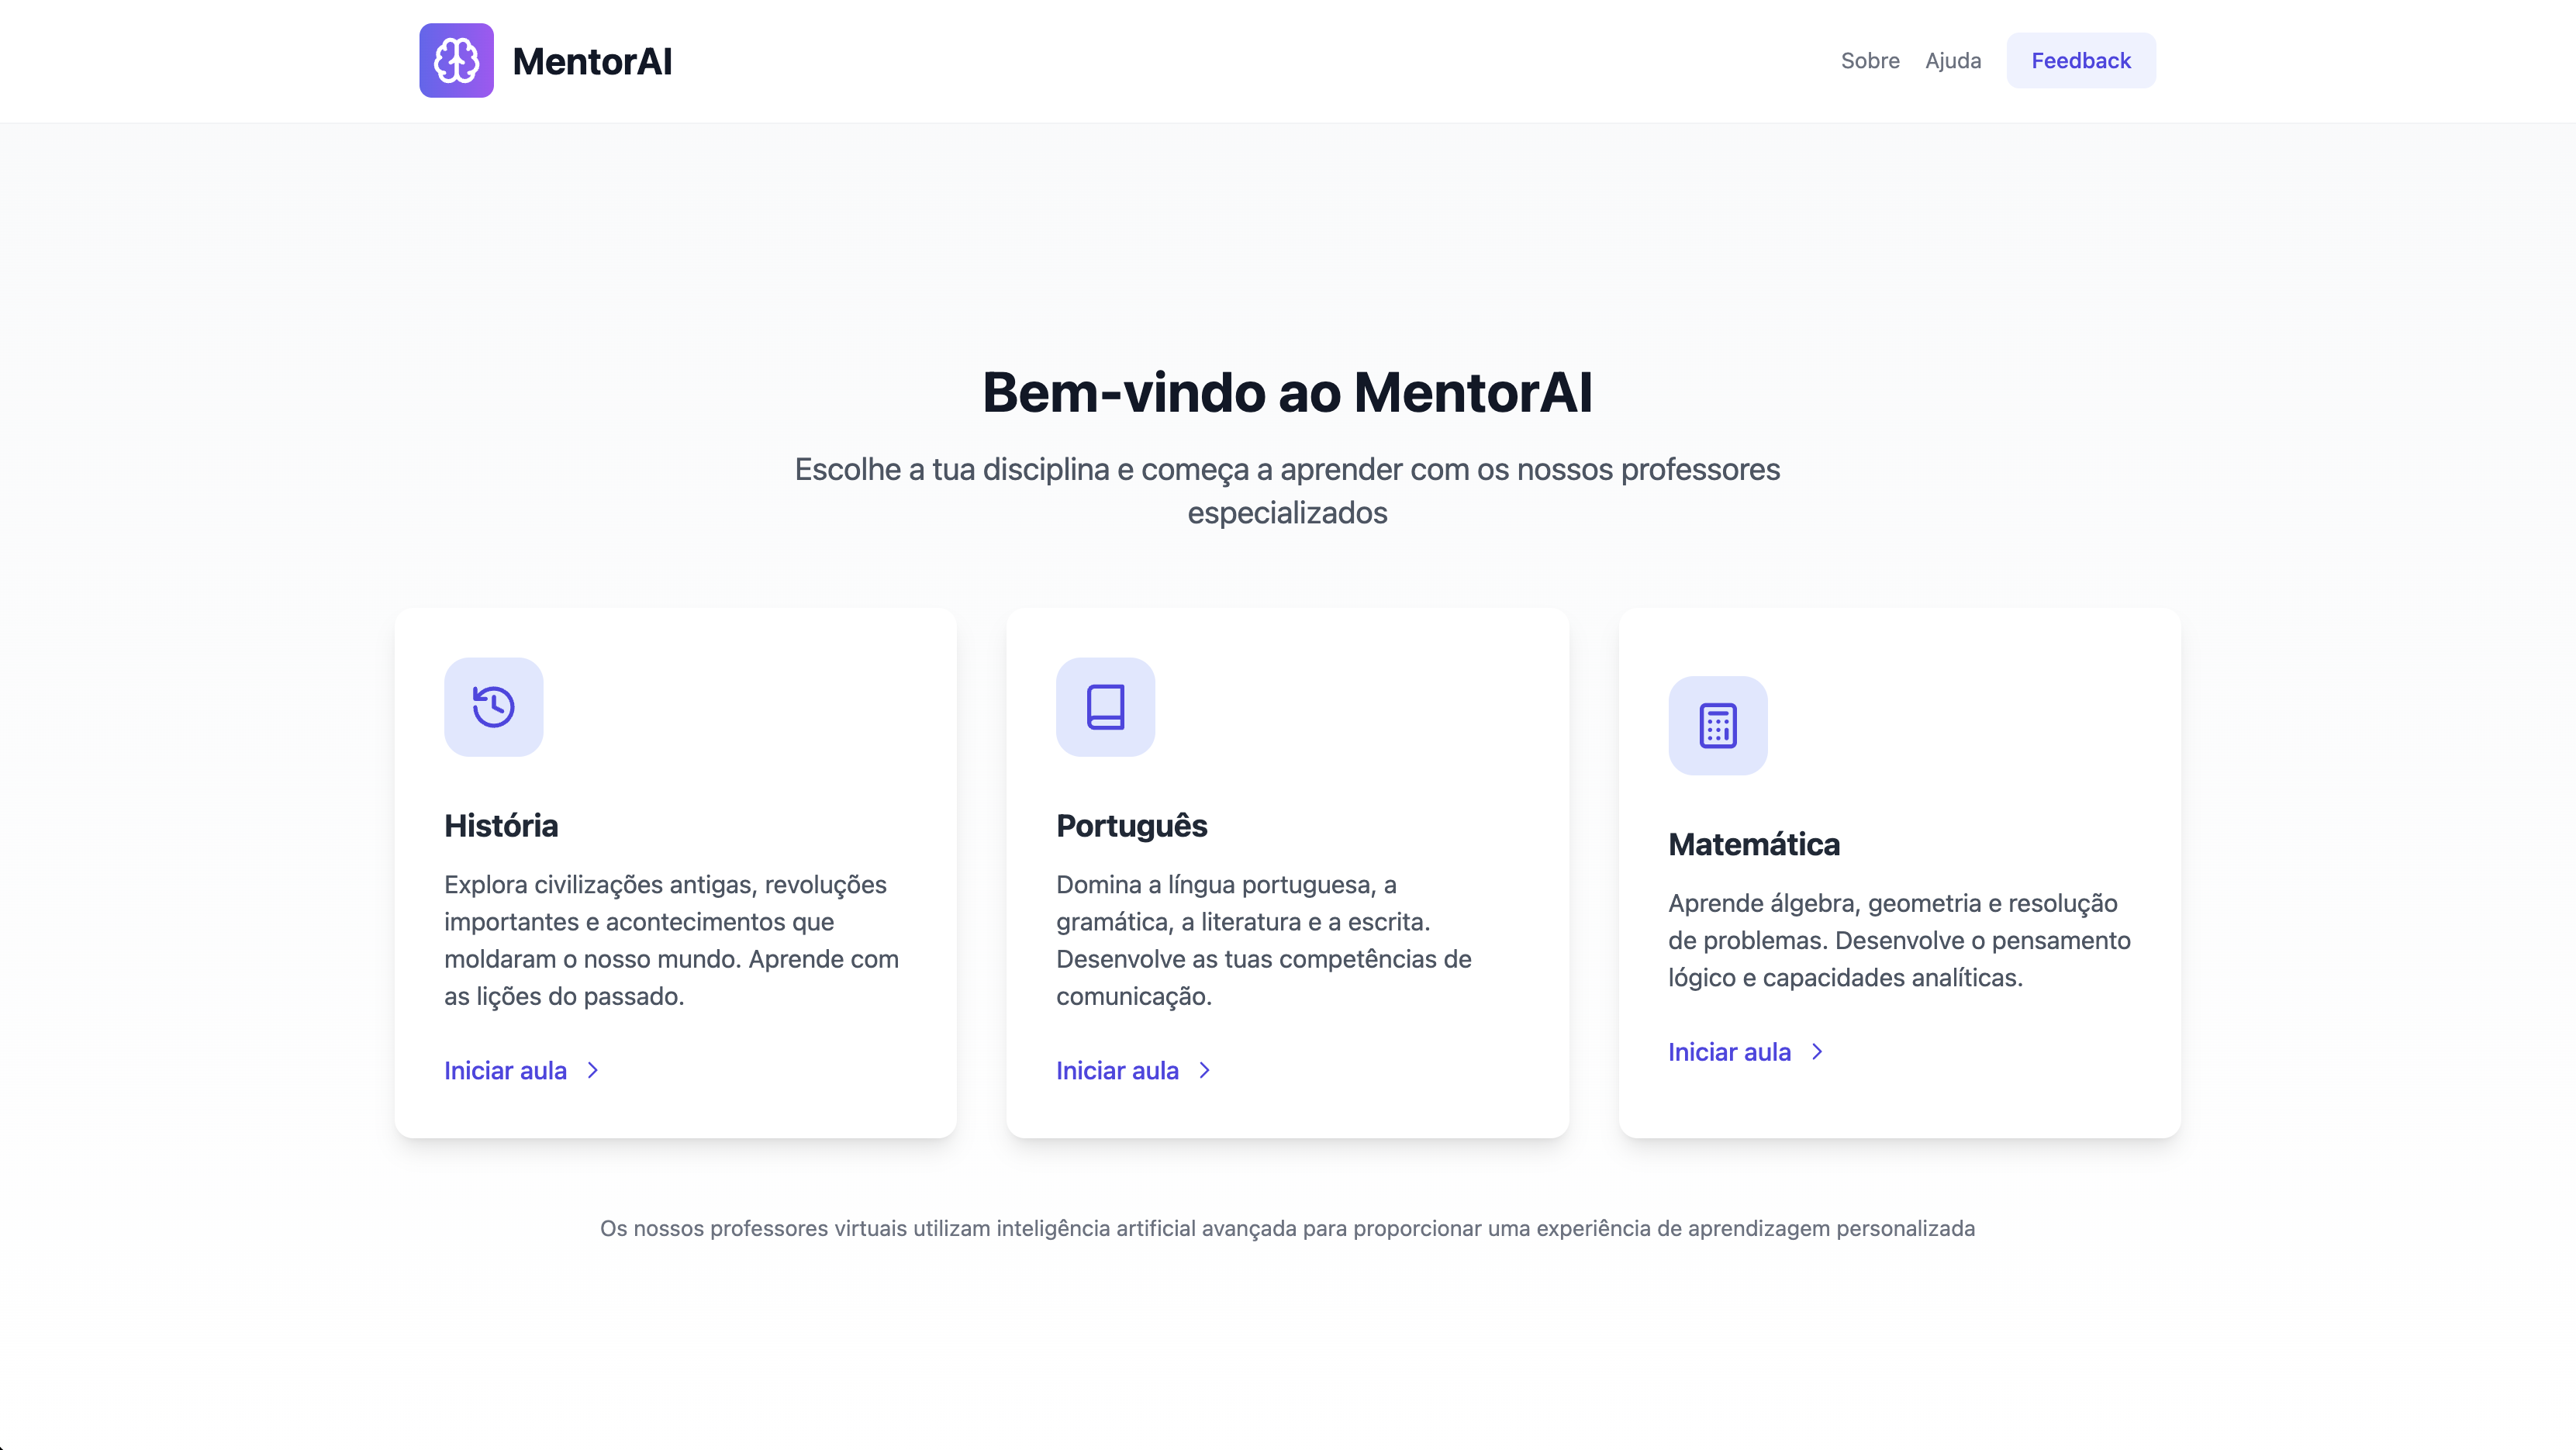 MentorAI
Sobre
Ajuda
Feedback
Bem-vindo ao MentorAI
Escolhe a tua disciplina e começa a aprender com os nossos professores
especializados
História
Explora civilizações antigas, revoluções
importantes e acontecimentos que
moldaram o nosso mundo. Aprende com
as lições do passado.
Iniciar aula
Português
Domina a língua portuguesa, a
gramática, a literatura e a escrita.
Desenvolve as tuas competências de
comunicação.
Iniciar aula
Matemática
Aprende álgebra, geometria e resolução
de problemas. Desenvolve o pensamento
lógico e capacidades analíticas.
Iniciar aula
Os nossos professores virtuais utilizam inteligência artificial avançada para proporcionar uma experiência de aprendizagem personalizada